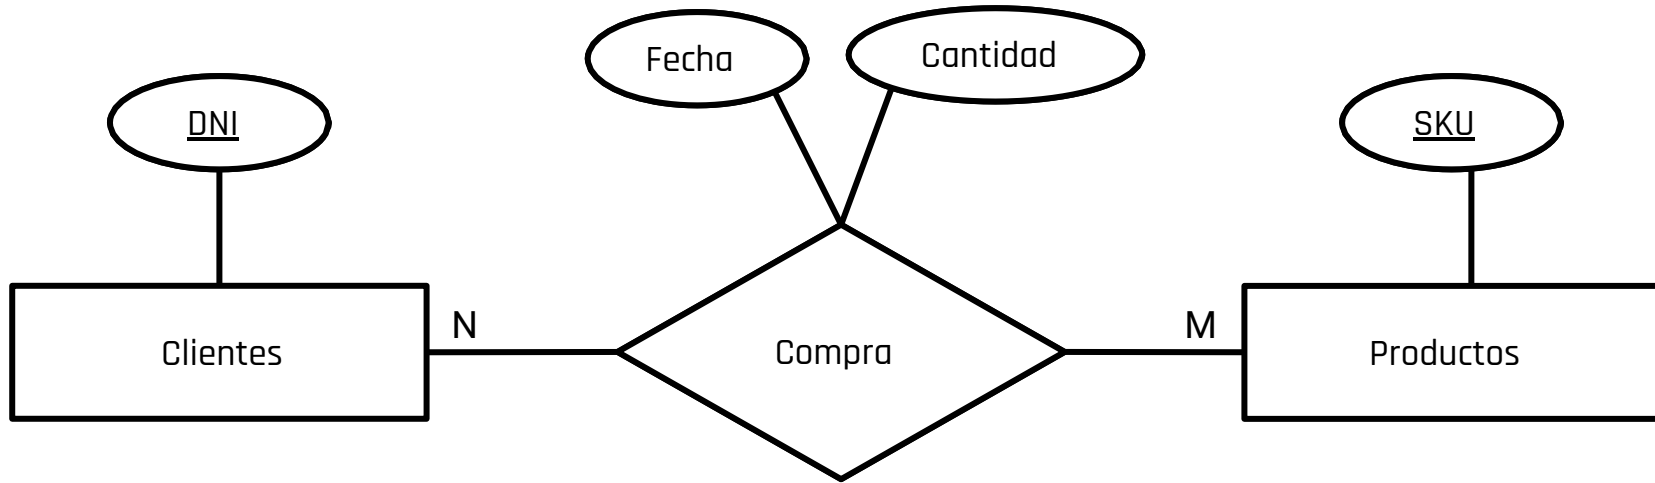 Fecha
Cantidad
DNI
SKU
Clientes
N
Compra
M
Productos